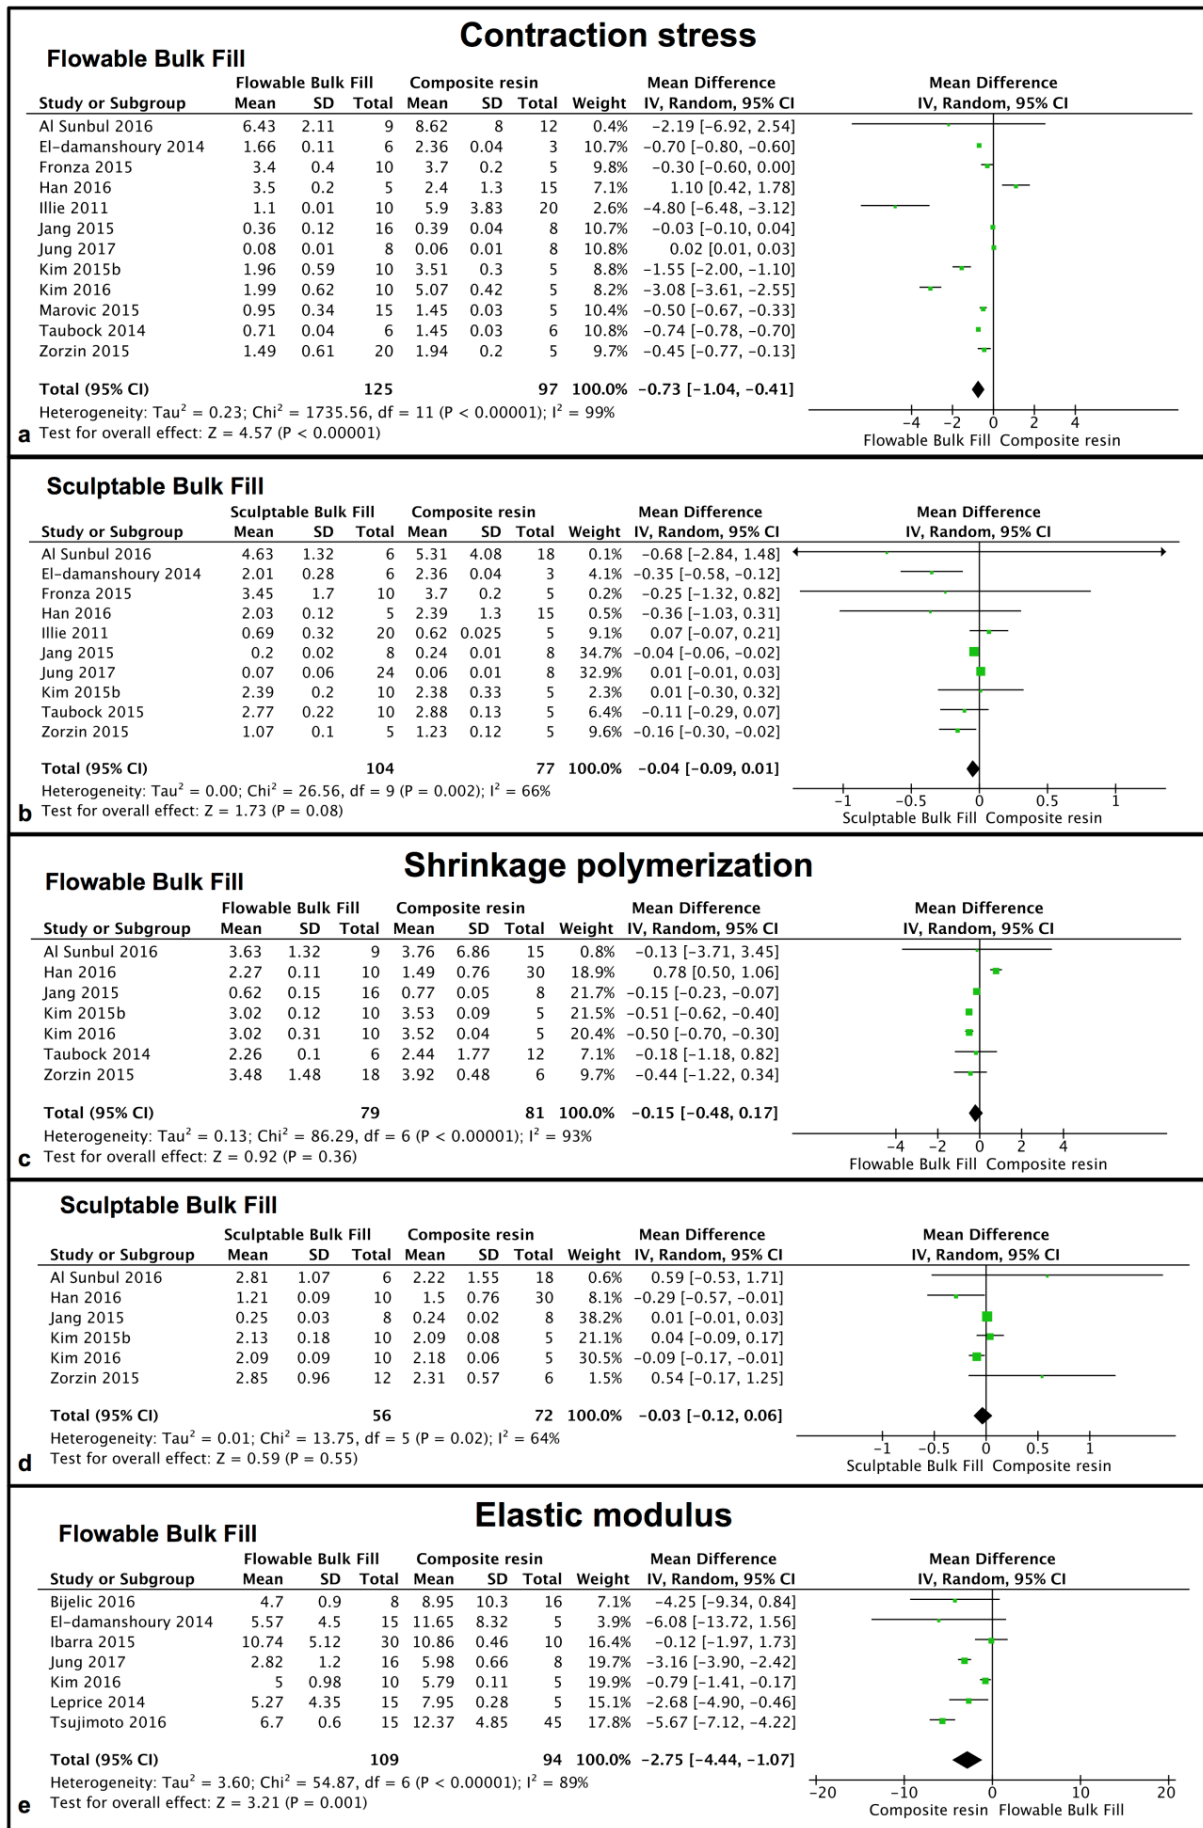 Contraction stress
Flowable Bulk Fill
Flowable Bulk Fill Composite resin Mean Difference Mean Difference
Study or Subgroup Mean SD Total Mean SD Total Weight IV, Random, 95% CI IV, Random, 95% CI
Al Sunbul 2016 6.43 2.11 9 8.62 8 12 0.4% −2.19 [−6.92, 2.54]
El-damanshoury 2014 1.66 0.11 6 2.36 0.04 3 10.7% −0.70 [−0.80, −0.60]
Fronza 2015 3.4 0.4 10 3.7 0.2 5 9.8% −0.30 [−0.60, 0.00]
Han 2016 3.5 0.2 5 2.4 1.3 15 7.1% 1.10 [0.42, 1.78]
Illie 2011 1.1 0.01 10 5.9 3.83 20 2.6% −4.80 [−6.48, −3.12]
Jang 2015 0.36 0.12 16 0.39 0.04 8 10.7% −0.03 [−0.10, 0.04]
Jung 2017 0.08 0.01 8 0.06 0.01 8 10.8% 0.02 [0.01, 0.03]
Kim 2015b 1.96 0.59 10 3.51 0.3 5 8.8% −1.55 [−2.00, −1.10]
Kim 2016 1.99 0.62 10 5.07 0.42 5 8.2% −3.08 [−3.61, −2.55]
Marovic 2015 0.95 0.34 15 1.45 0.03 5 10.4% −0.50 [−0.67, −0.33]
Taubock 2014 0.71 0.04 6 1.45 0.03 6 10.8% −0.74 [−0.78, −0.70]
Zorzin 2015 1.49 0.61 20 1.94 0.2 5 9.7% −0.45 [−0.77, −0.13]
Total (95% CI) 125 97 100.0% −0.73 [−1.04, −0.41]
Heterogeneity: Tau² = 0.23; Chi² = 1735.56, df = 11 (P < 0.00001); I² = 99%
−4 −2 0 2 4
a Test for overall effect: Z = 4.57 (P < 0.00001)
Flowable Bulk Fill Composite resin
Sculptable Bulk Fill
Sculptable Bulk Fill Composite resin Mean Difference Mean Difference
Study or Subgroup Mean SD Total Mean SD Total Weight IV, Random, 95% CI IV, Random, 95% CI
Al Sunbul 2016 4.63 1.32 6 5.31 4.08 18 0.1% −0.68 [−2.84, 1.48]
El-damanshoury 2014 2.01 0.28 6 2.36 0.04 3 4.1% −0.35 [−0.58, −0.12]
Fronza 2015 3.45 1.7 10 3.7 0.2 5 0.2% −0.25 [−1.32, 0.82]
Han 2016 2.03 0.12 5 2.39 1.3 15 0.5% −0.36 [−1.03, 0.31]
Illie 2011 0.69 0.32 20 0.62 0.025 5 9.1% 0.07 [−0.07, 0.21]
Jang 2015 0.2 0.02 8 0.24 0.01 8 34.7% −0.04 [−0.06, −0.02]
Jung 2017 0.07 0.06 24 0.06 0.01 8 32.9% 0.01 [−0.01, 0.03]
Kim 2015b 2.39 0.2 10 2.38 0.33 5 2.3% 0.01 [−0.30, 0.32]
Taubock 2015 2.77 0.22 10 2.88 0.13 5 6.4% −0.11 [−0.29, 0.07]
Zorzin 2015 1.07 0.1 5 1.23 0.12 5 9.6% −0.16 [−0.30, −0.02]
Total (95% CI) 104 77 100.0% −0.04 [−0.09, 0.01]
Heterogeneity: Tau² = 0.00; Chi² = 26.56, df = 9 (P = 0.002); I² = 66%
−1 −0.5 0 0.5 1
b Test for overall effect: Z = 1.73 (P = 0.08)
Sculptable Bulk Fill Composite resin
Shrinkage polymerization
Flowable Bulk Fill
Flowable Bulk Fill Composite resin Mean Difference Mean Difference
Study or Subgroup Mean SD Total Mean SD Total Weight IV, Random, 95% CI IV, Random, 95% CI
Al Sunbul 2016 3.63 1.32 9 3.76 6.86 15 0.8% −0.13 [−3.71, 3.45]
Han 2016 2.27 0.11 10 1.49 0.76 30 18.9% 0.78 [0.50, 1.06]
Jang 2015 0.62 0.15 16 0.77 0.05 8 21.7% −0.15 [−0.23, −0.07]
Kim 2015b 3.02 0.12 10 3.53 0.09 5 21.5% −0.51 [−0.62, −0.40]
Kim 2016 3.02 0.31 10 3.52 0.04 5 20.4% −0.50 [−0.70, −0.30]
Taubock 2014 2.26 0.1 6 2.44 1.77 12 7.1% −0.18 [−1.18, 0.82]
Zorzin 2015 3.48 1.48 18 3.92 0.48 6 9.7% −0.44 [−1.22, 0.34]
Total (95% CI) 79 81 100.0% −0.15 [−0.48, 0.17]
Heterogeneity: Tau² = 0.13; Chi² = 86.29, df = 6 (P < 0.00001); I² = 93%
−4 −2 0 2 4
c Test for overall effect: Z = 0.92 (P = 0.36)
Flowable Bulk Fill Composite resin
Sculptable Bulk Fill
Sculptable Bulk Fill Composite resin Mean Difference Mean Difference
Study or Subgroup Mean SD Total Mean SD Total Weight IV, Random, 95% CI IV, Random, 95% CI
Al Sunbul 2016 2.81 1.07 6 2.22 1.55 18 0.6% 0.59 [−0.53, 1.71]
Han 2016 1.21 0.09 10 1.5 0.76 30 8.1% −0.29 [−0.57, −0.01]
Jang 2015 0.25 0.03 8 0.24 0.02 8 38.2% 0.01 [−0.01, 0.03]
Kim 2015b 2.13 0.18 10 2.09 0.08 5 21.1% 0.04 [−0.09, 0.17]
Kim 2016 2.09 0.09 10 2.18 0.06 5 30.5% −0.09 [−0.17, −0.01]
Zorzin 2015 2.85 0.96 12 2.31 0.57 6 1.5% 0.54 [−0.17, 1.25]
Total (95% CI) 56 72 100.0% −0.03 [−0.12, 0.06]
Heterogeneity: Tau² = 0.01; Chi² = 13.75, df = 5 (P = 0.02); I² = 64%
−1 −0.5 0 0.5 1
d Test for overall effect: Z = 0.59 (P = 0.55)
Sculptable Bulk Fill Composite resin
Elastic modulus
Flowable Bulk Fill
Flowable Bulk Fill Composite resin Mean Difference Mean Difference
Study or Subgroup Mean SD Total Mean SD Total Weight IV, Random, 95% CI IV, Random, 95% CI
Bijelic 2016 4.7 0.9 8 8.95 10.3 16 7.1% −4.25 [−9.34, 0.84]
El-damanshoury 2014 5.57 4.5 15 11.65 8.32 5 3.9% −6.08 [−13.72, 1.56]
Ibarra 2015 10.74 5.12 30 10.86 0.46 10 16.4% −0.12 [−1.97, 1.73]
Jung 2017 2.82 1.2 16 5.98 0.66 8 19.7% −3.16 [−3.90, −2.42]
Kim 2016 5 0.98 10 5.79 0.11 5 19.9% −0.79 [−1.41, −0.17]
Leprice 2014 5.27 4.35 15 7.95 0.28 5 15.1% −2.68 [−4.90, −0.46]
Tsujimoto 2016 6.7 0.6 15 12.37 4.85 45 17.8% −5.67 [−7.12, −4.22]
Total (95% CI) 109 94 100.0% −2.75 [−4.44, −1.07]
Heterogeneity: Tau² = 3.60; Chi² = 54.87, df = 6 (P < 0.00001); I² = 89%
−20 −10 0 10 20
e Test for overall effect: Z = 3.21 (P = 0.001)
Composite resin Flowable Bulk Fill